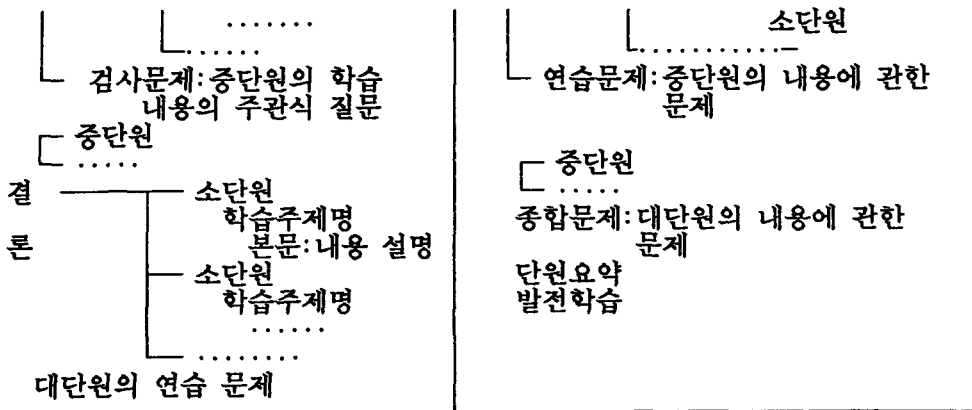 .......
......
검사문제:중단원의 학습
내용의 주관식 질문
중단원
.....
결
론
소단원
학습주제명
본문:내용 설명
소단원
학습주제명
......
........
대단원의 연습 문제
소단원
...........
연습문제:중단원의 내용에 관한
문제
중단원
.....
종합문제:대단원의 내용에 관한
문제
단원요약
발전학습